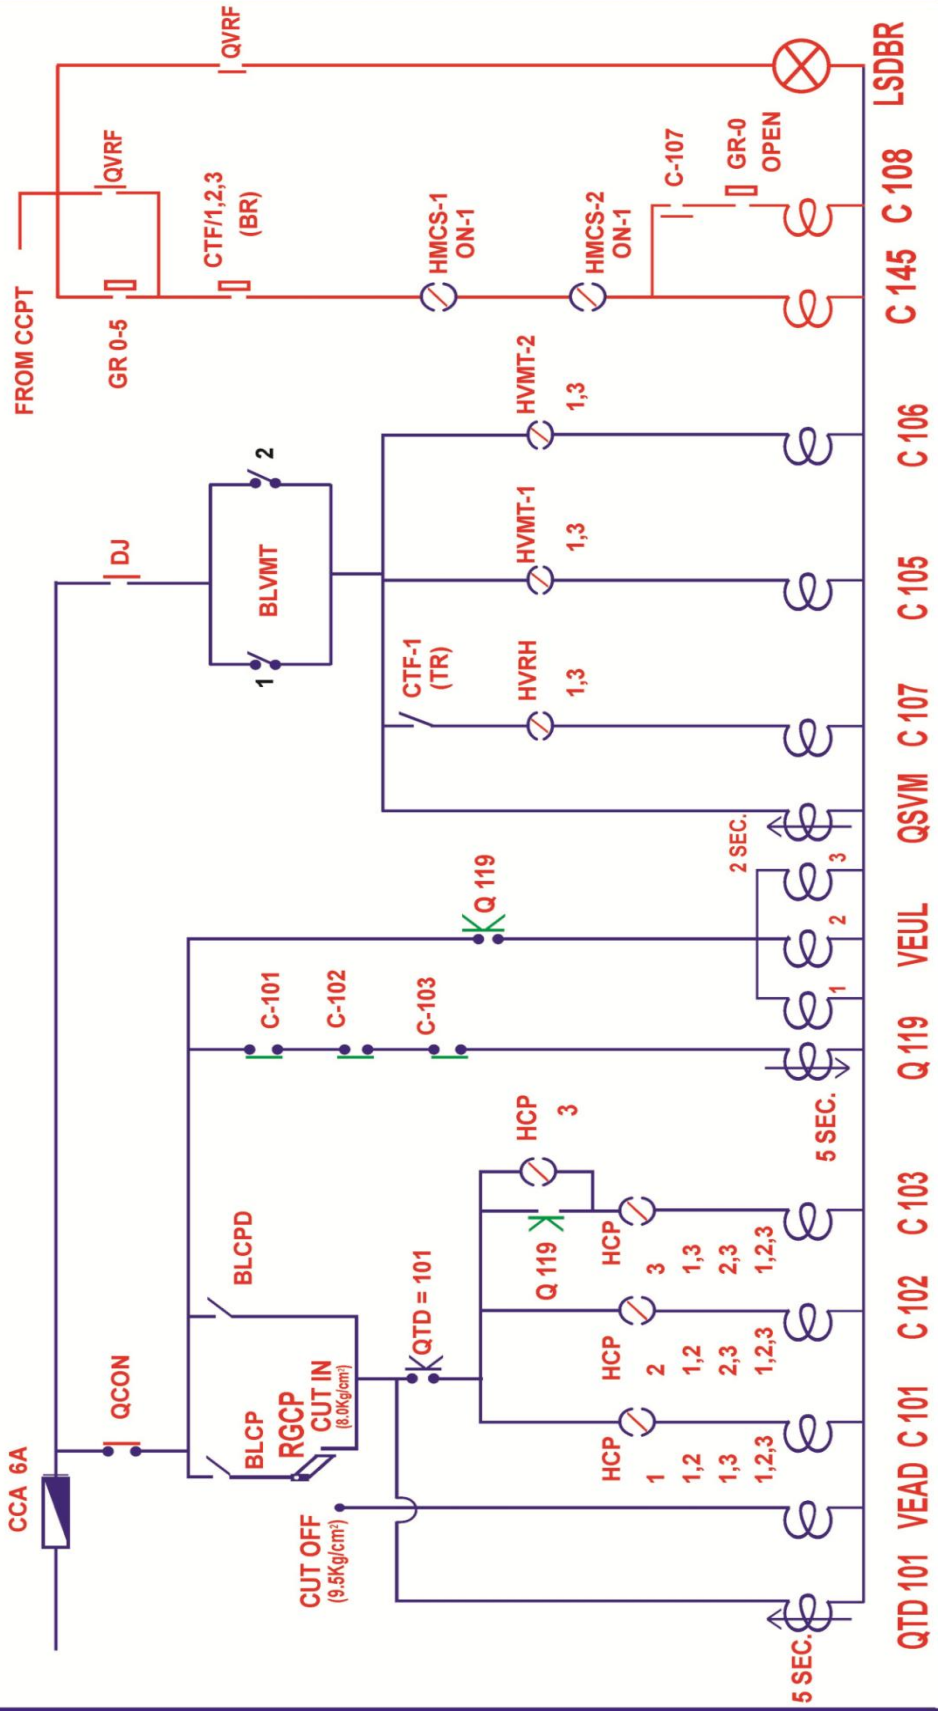 CCA 6A
FROM CCPT
QCON
DJ
GR 0-5
QVRF
QVRF
BLCPD
BLCP
RGCP
CUT IN
(8.0Kg/cm²)
CUT OFF
(9.5Kg/cm²)
C-101
C-102
C-103
1
BLVMT
2
CTF/1,2,3
(BR)
QTD = 101
CTF-1
(TR)
HMCS-1
ON-1
Q 119
HCP
3
Q 119
HVRH
1,3
HVMT-1
1,3
HVMT-2
1,3
HMCS-2
ON-1
C-107
GR-0
OPEN
HCP
1
1,2
1,3
1,2,3
HCP
2
1,2
2,3
1,2,3
HCP
3
1,3
2,3
1,2,3
5 SEC.
5 SEC.
2 SEC.
1
2
3
QTD 101
VEAD
C 101
C 102
C 103
Q 119
VEUL
QSVM
C 107
C 105
C 106
C 145
C 108
LSDBR